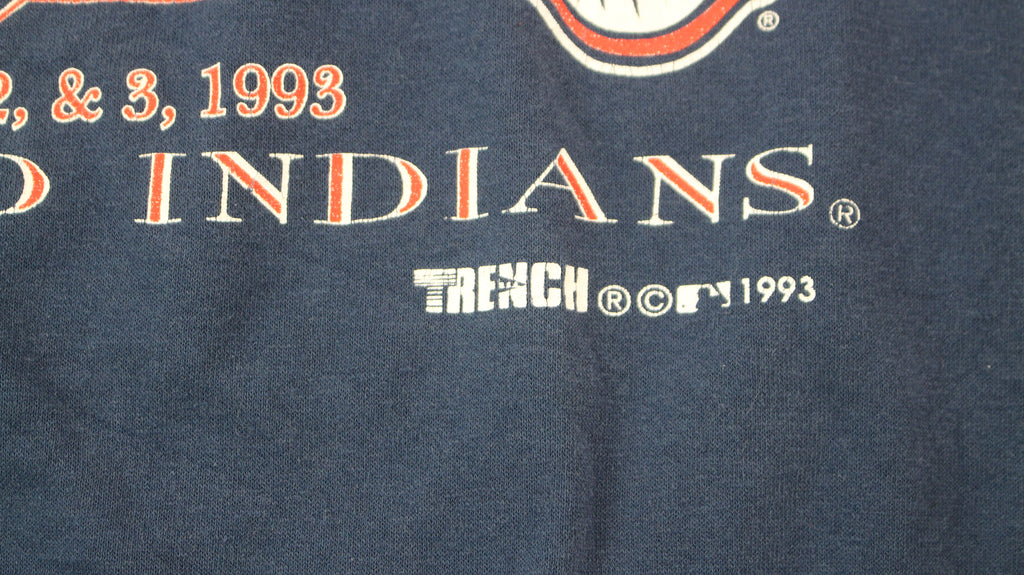 ®
2, & 3, 1993
D INDIANS®
TRENCH ®© 1993